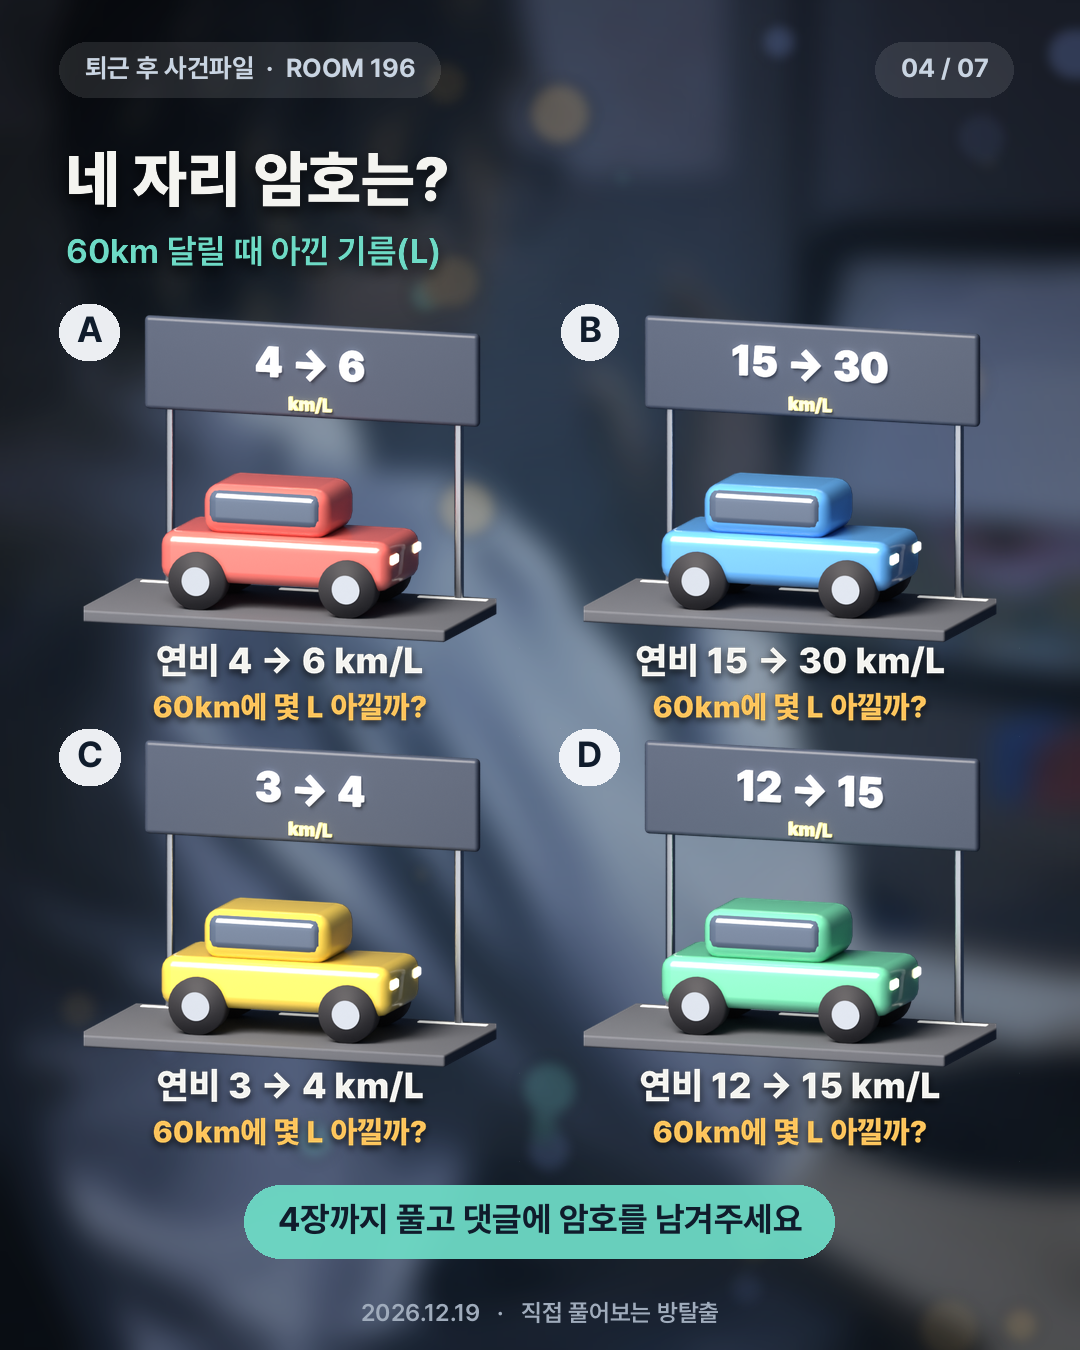 퇴근 후 사건파일 · ROOM 196
04 / 07
네 자리 암호는?
60km 달릴 때 아낀 기름(L)
A
4 → 6
km/L
연비 4 → 6 km/L
60km에 몇 L 아낄까?
B
15 → 30
km/L
연비 15 → 30 km/L
60km에 몇 L 아낄까?
C
3 → 4
km/L
연비 3 → 4 km/L
60km에 몇 L 아낄까?
D
12 → 15
km/L
연비 12 → 15 km/L
60km에 몇 L 아낄까?
4장까지 풀고 댓글에 암호를 남겨주세요
2026.12.19 · 직접 풀어보는 방탈출